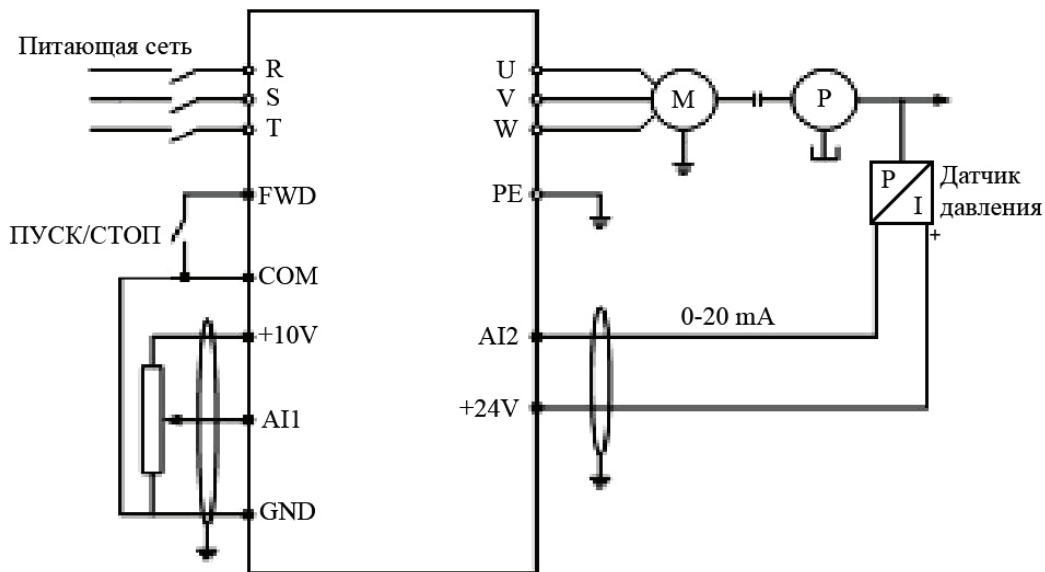 Питающая сеть
R
S
T
FWD
ПУСК/СТОП
COM
+10V
AI1
GND
U
V
W
PE
AI2
+24V
M
P
P
I
Датчик
давления
+
0-20 mA